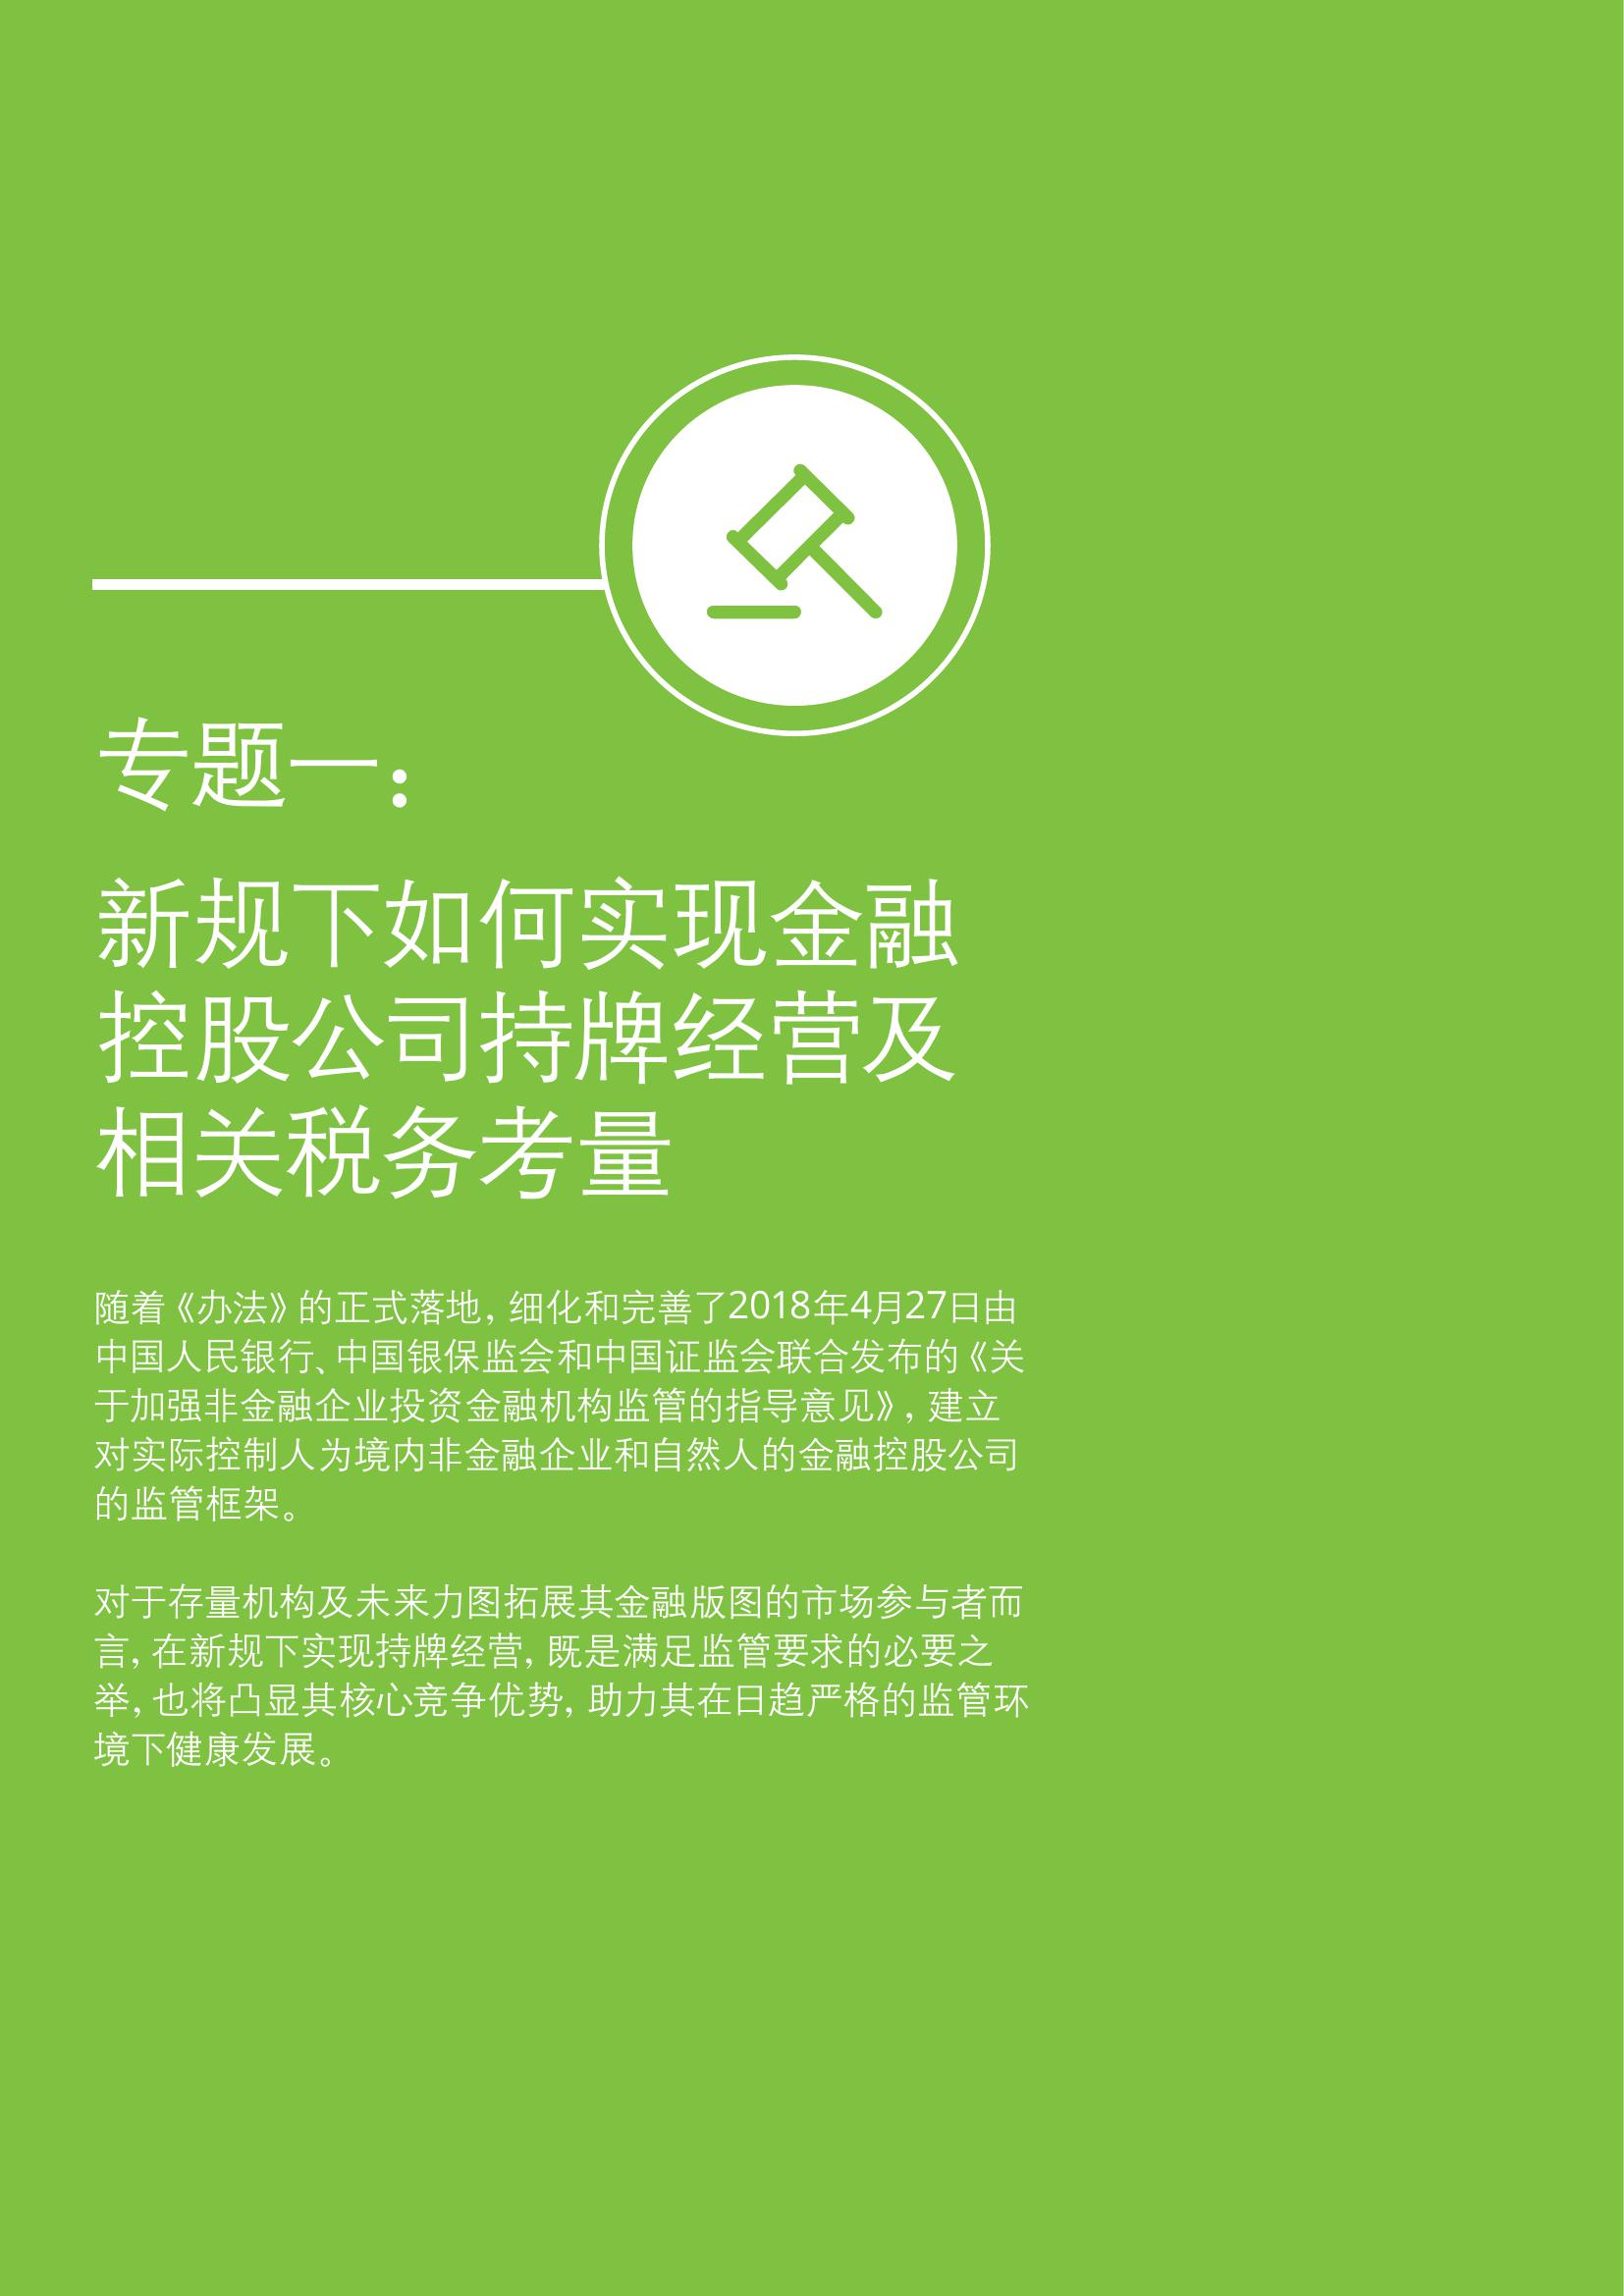 专题一：
新规下如何实现金融
控股公司持牌经营及
相关税务考量
随着《办法》的正式落地，细化和完善了2018年4月27日由
中国人民银行、中国银保监会和中国证监会联合发布的《关
于加强非金融企业投资金融机构监管的指导意见》，建立
对实际控制人为境内非金融企业和自然人的金融控股公司
的监管框架。
对于存量机构及未来力图拓展其金融版图的市场参与者而
言，在新规下实现持牌经营，既是满足监管要求的必要之
举，也将凸显其核心竞争优势，助力其在日趋严格的监管环
境下健康发展。